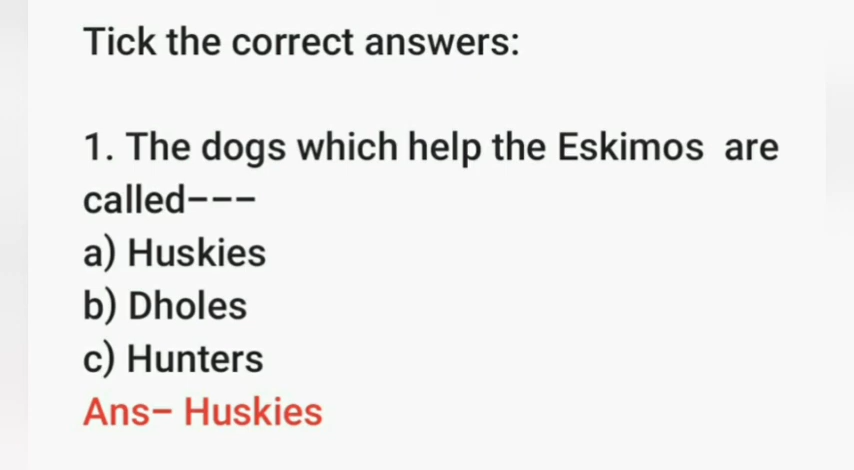 Tick the correct answers:
1. The dogs which help the Eskimos are
called---
a) Huskies
b) Dholes
c) Hunters
Ans- Huskies